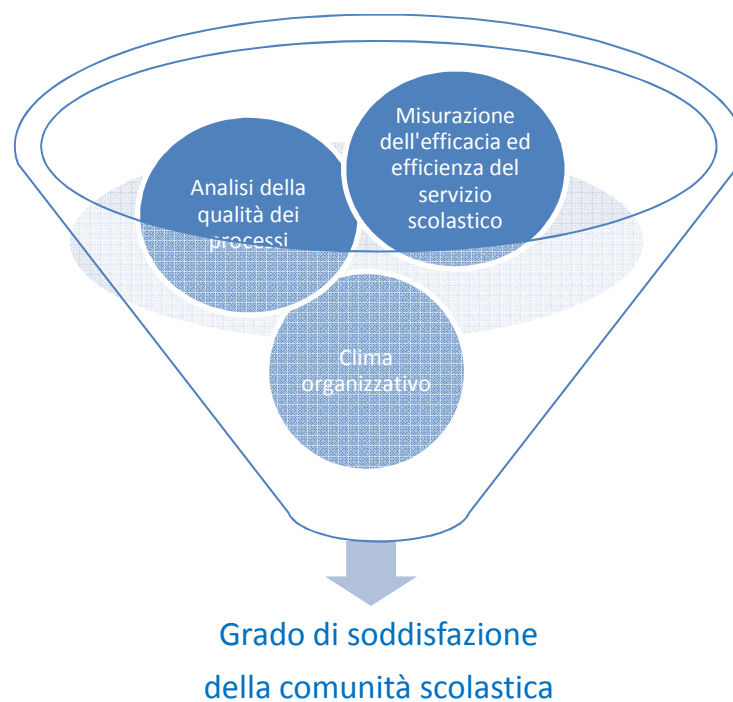 Misurazione
dell'efficacia ed
efficienza del
servizio
scolastico
Analisi della
qualità dei
processi
Clima
organizzativo
Grado di soddisfazione
della comunità scolastica